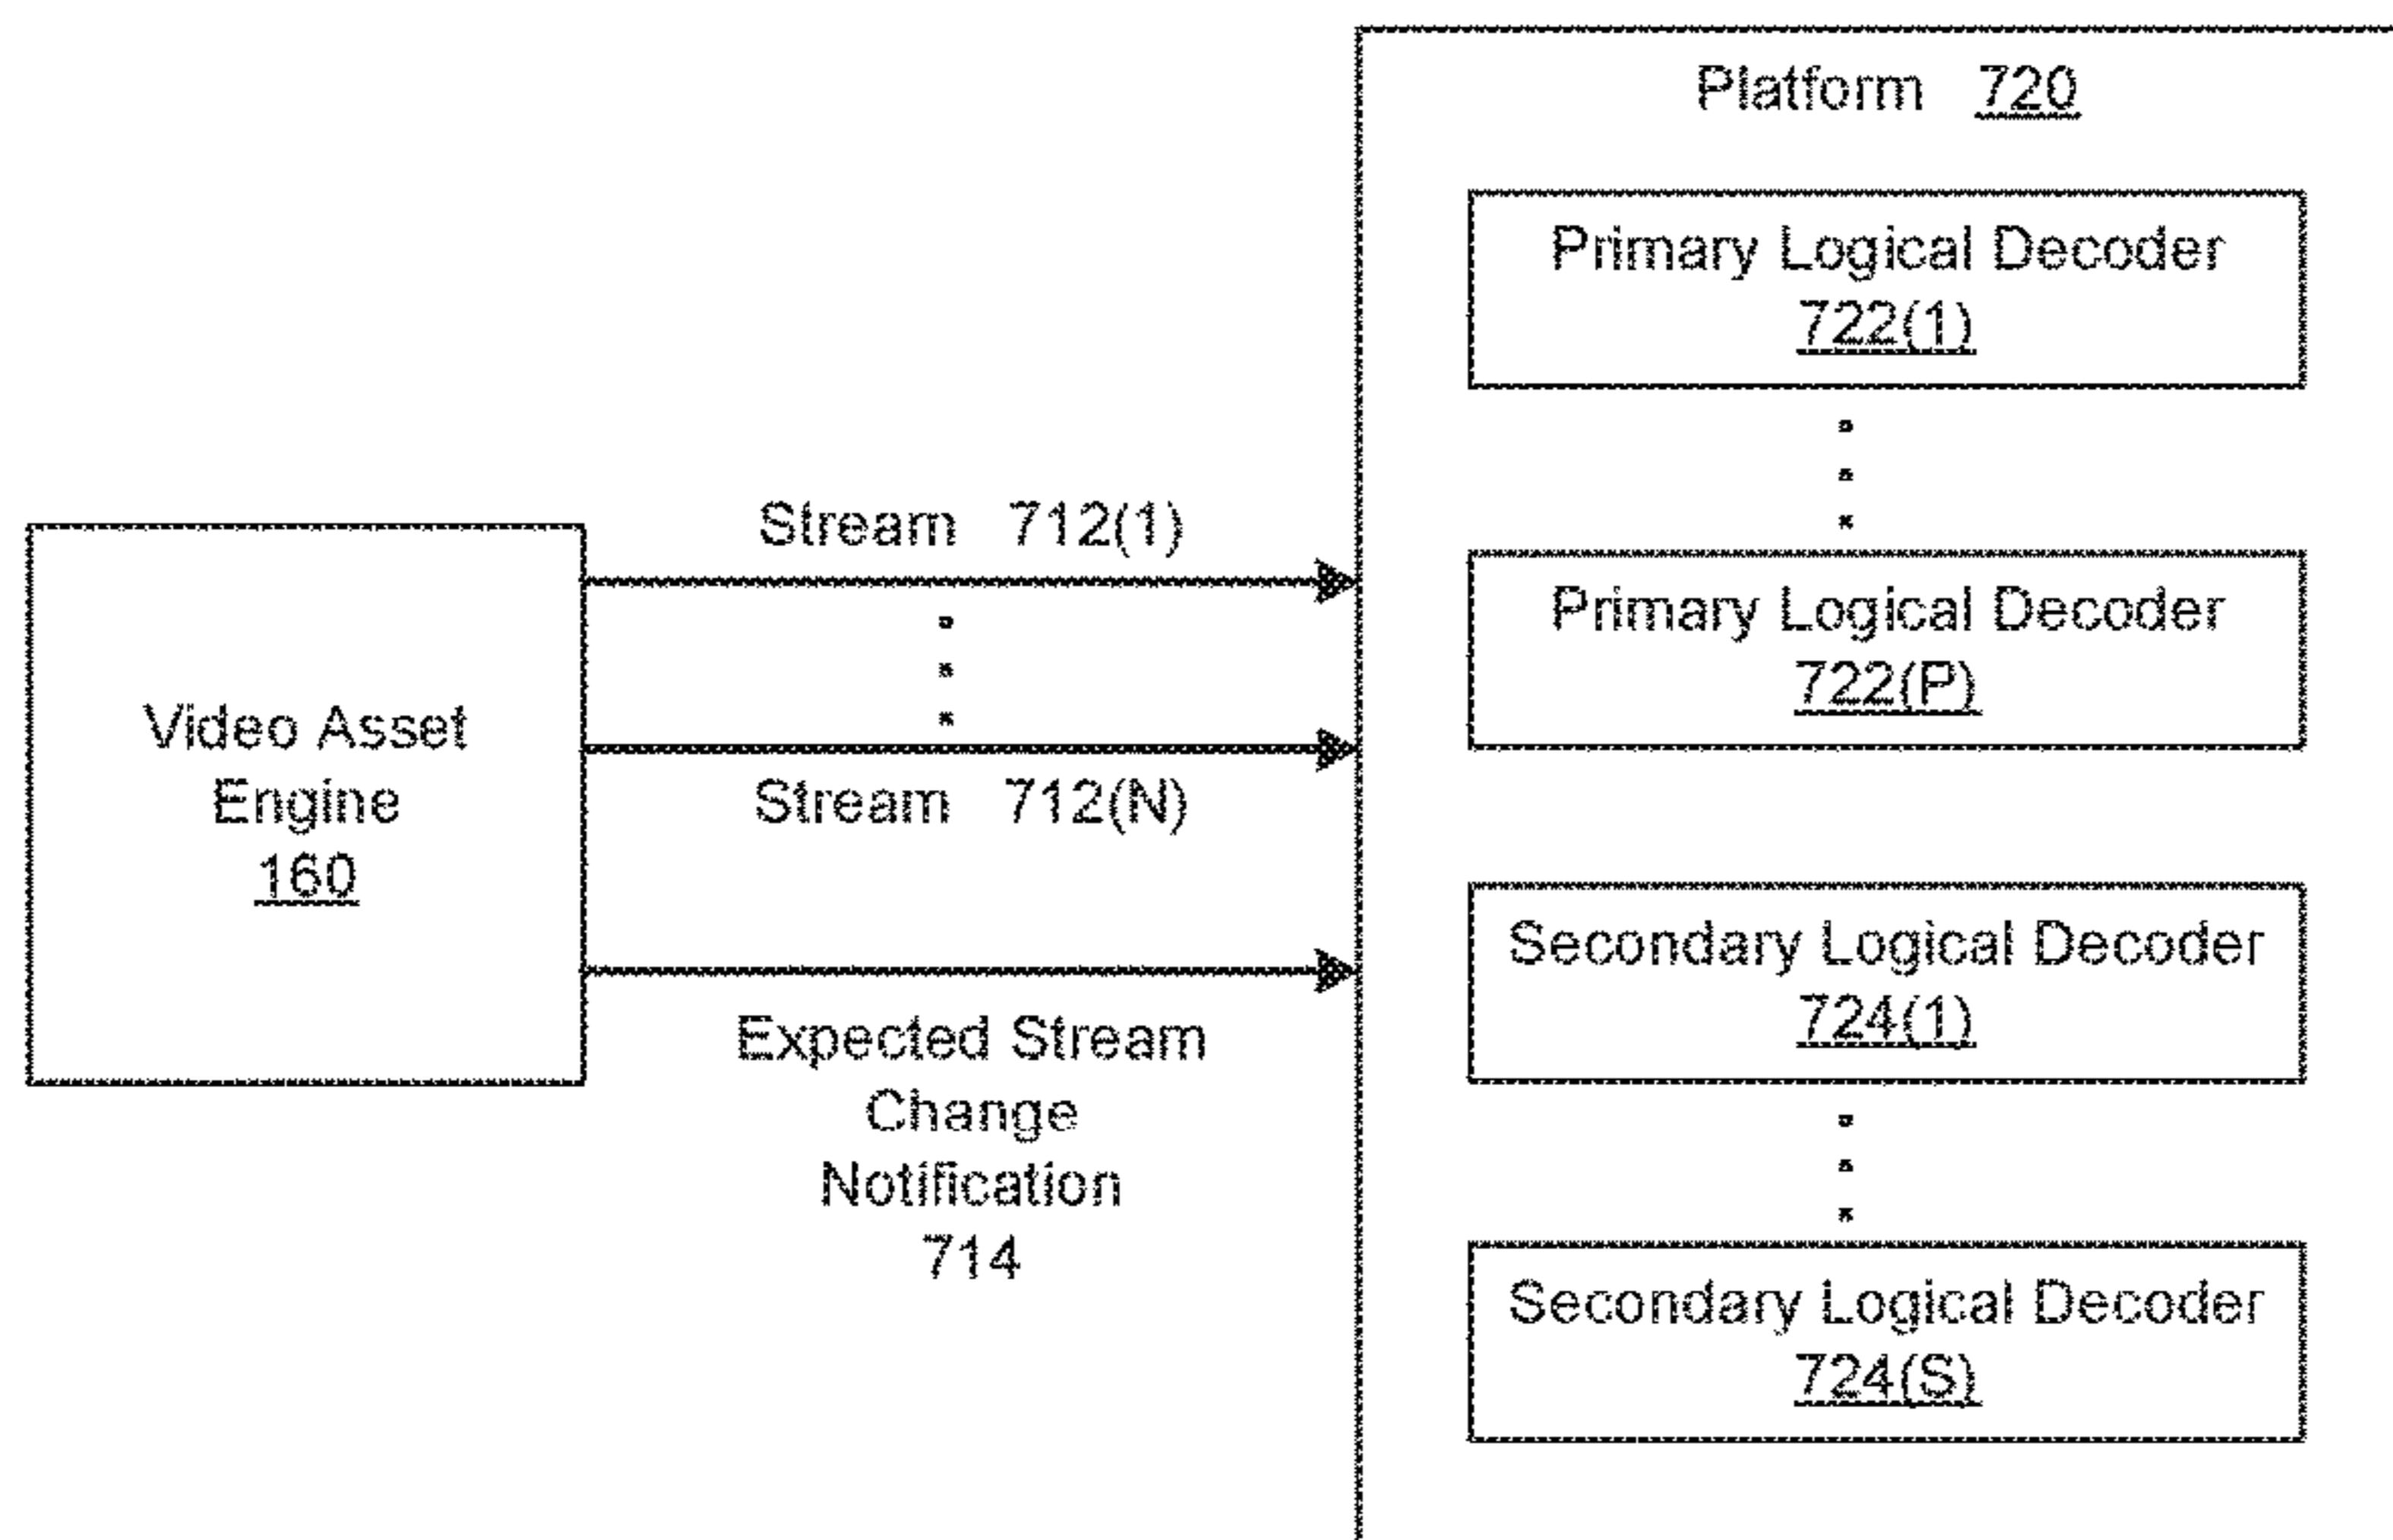 Platform 720
Primary Logical Decoder
722(1)
Stream 712(1)
Primary Logical Decoder
722(P)
Video Asset
Engine
160
Stream 712(N)
Secondary Logical Decoder
724(1)
Expected Stream
Change
Notification
714
Secondary Logical Decoder
724(S)